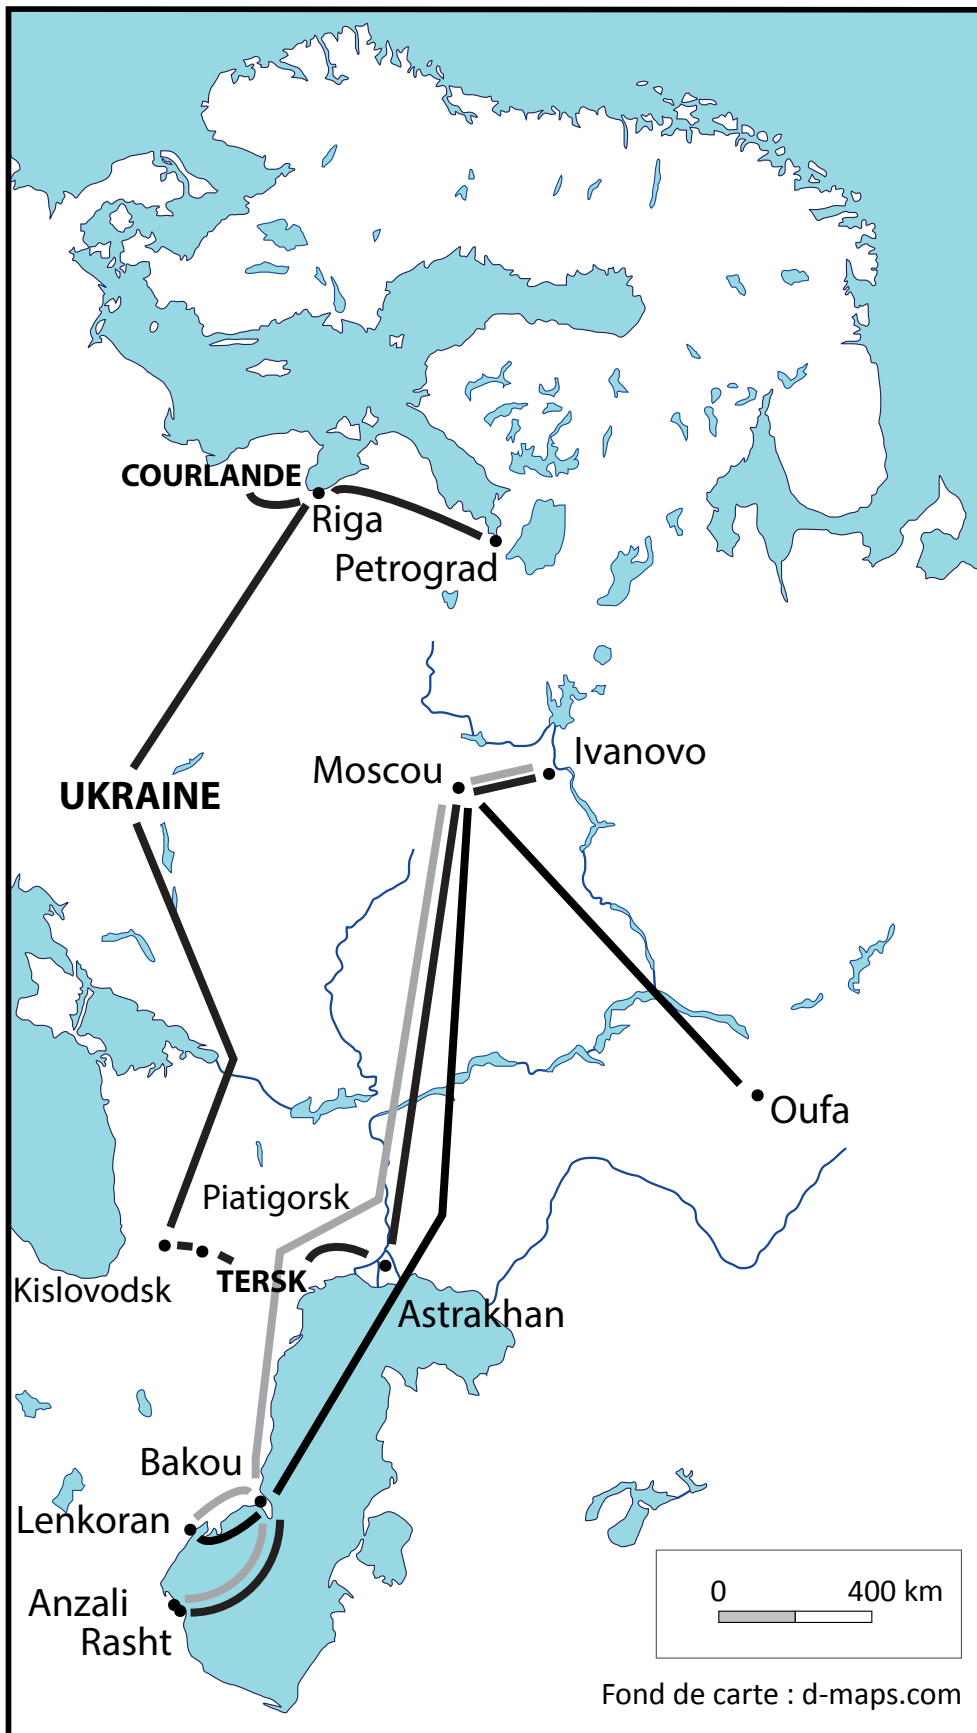 COURLANDE
Riga
Petrograd
Ivanovo
Moscou
UKRAINE
Oufa
Piatigorsk
TERSK
Kislovodsk
Astrakhan
Bakou
Lenkoran
Anzali
Rasht
0 400 km
Fond de carte : d-maps.com